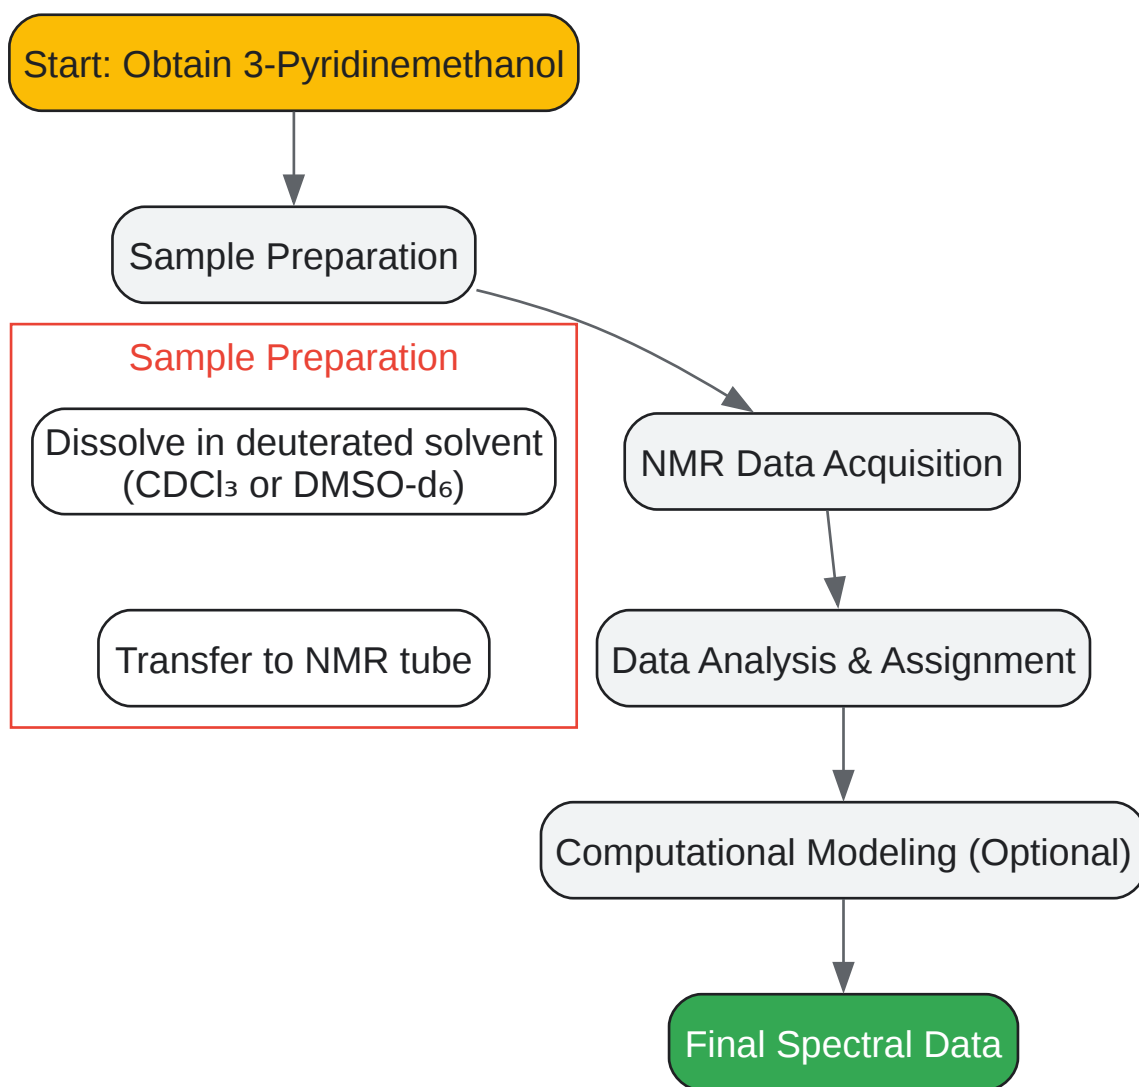 Start: Obtain 3-Pyridinemethanol
Sample Preparation
Sample Preparation
Dissolve in deuterated solvent
(CDCl₃ or DMSO-d₆)
Transfer to NMR tube
NMR Data Acquisition
Data Analysis & Assignment
Computational Modeling (Optional)
Final Spectral Data